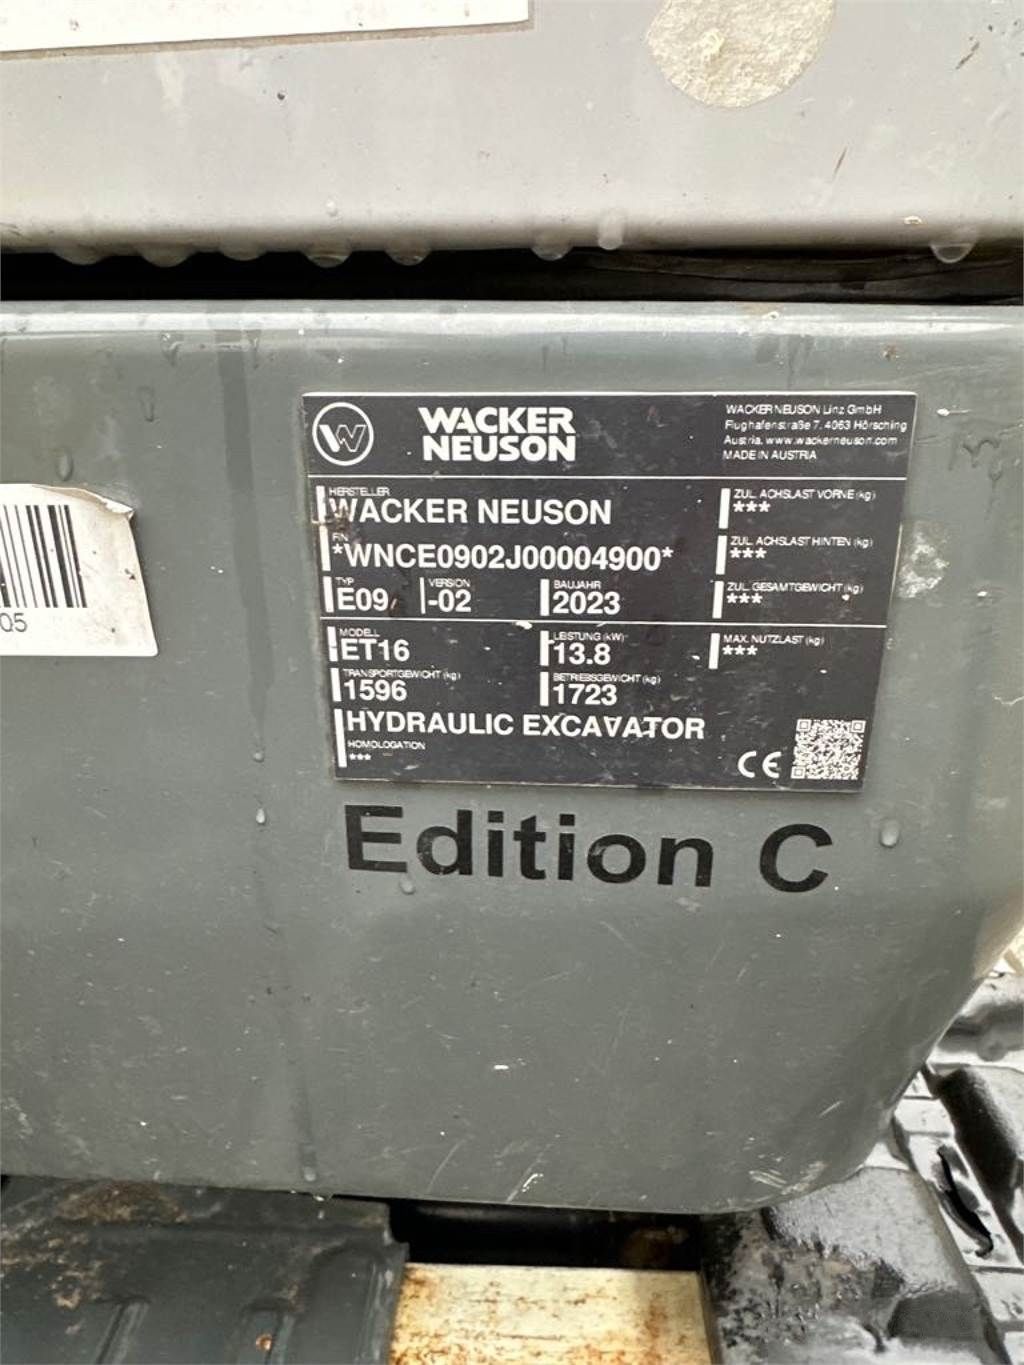 WACKER
NEUSON
WACKER NEUSON Linz GmbH
Flughafenstraße 7, 4063 Hörsching
Austria. www.wackerneuson.com
MADE IN AUSTRIA
HERSTELLER
WACKER NEUSON
FIN
*WNCE0902J00004900*
TYP
E09
VERSION
-02
BAUJAHR
2023
MODELL
ET16
LEISTUNG (kW)
13.8
TRANSPORTGEWICHT (kg)
1596
BETRIEBSGEWICHT (kg)
1723
HYDRAULIC EXCAVATOR
HOMOLOGATION
***
ZUL. ACHSLAST VORNE (kg)
***
ZUL. ACHSLAST HINTEN (kg)
***
ZUL. GESAMTGEWICHT (kg)
***
MAX. NUTZLAST (kg)
***
CE
Edition C
05